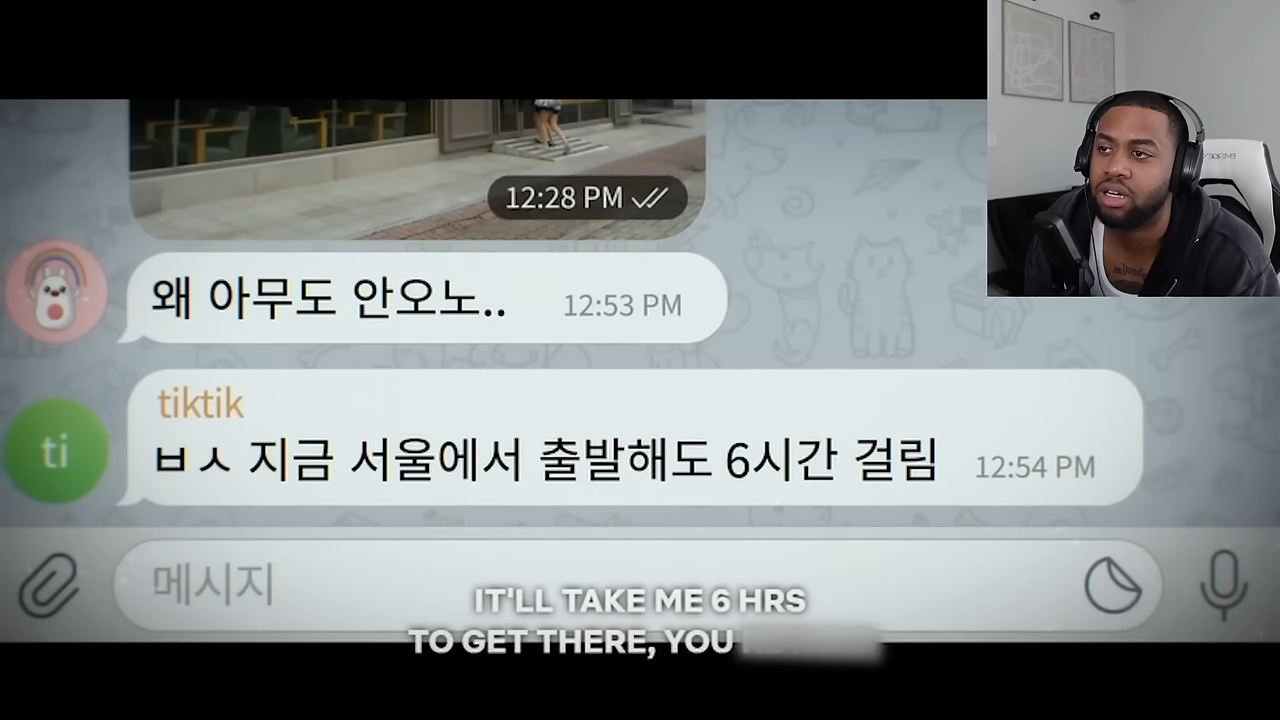 12:28 PM
왜 아무도 안오노.. 12:53 PM
ti
tiktik
ㅂㅅ 지금 서울에서 출발해도 6시간 걸림 12:54 PM
메시지
IT'LL TAKE ME 6 HRS
TO GET THERE, YOU